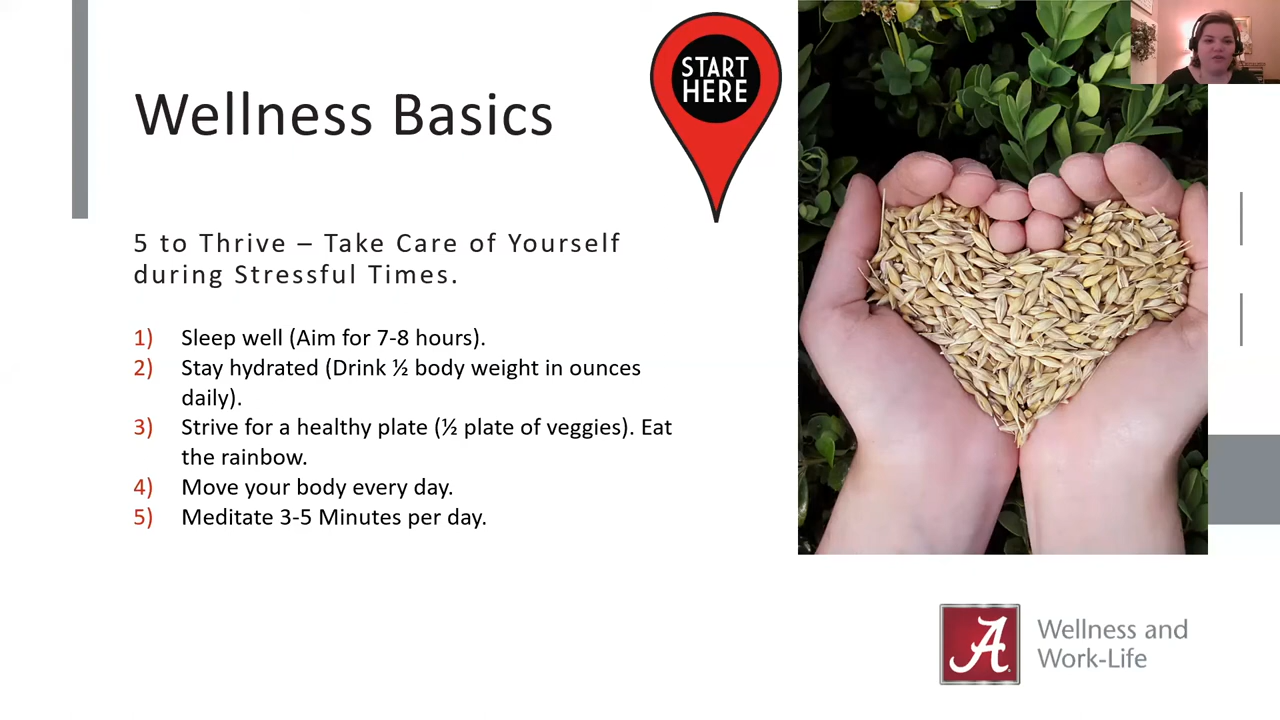 START
HERE
Wellness Basics
5 to Thrive – Take Care of Yourself
during Stressful Times.
1) Sleep well (Aim for 7-8 hours).
2) Stay hydrated (Drink ½ body weight in ounces
daily).
3) Strive for a healthy plate (½ plate of veggies). Eat
the rainbow.
4) Move your body every day.
5) Meditate 3-5 Minutes per day.
A
Wellness and
Work-Life